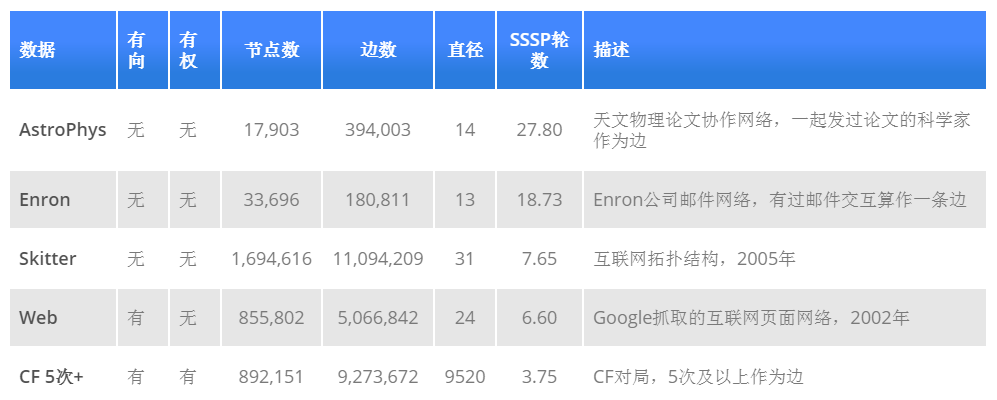 数据 有向 有权 节点数 边数 直径 SSSP轮数 描述
AstroPhys 无 无 17,903 394,003 14 27.80 天文物理论文协作网络，一起发过论文的科学家作为边
Enron 无 无 33,696 180,811 13 18.73 Enron公司邮件网络，有过邮件交互算作一条边
Skitter 无 无 1,694,616 11,094,209 31 7.65 互联网拓扑结构，2005年
Web 有 无 855,802 5,066,842 24 6.60 Google抓取的互联网页面网络，2002年
CF 5次+ 有 有 892,151 9,273,672 9520 3.75 CF对局，5次及以上作为边